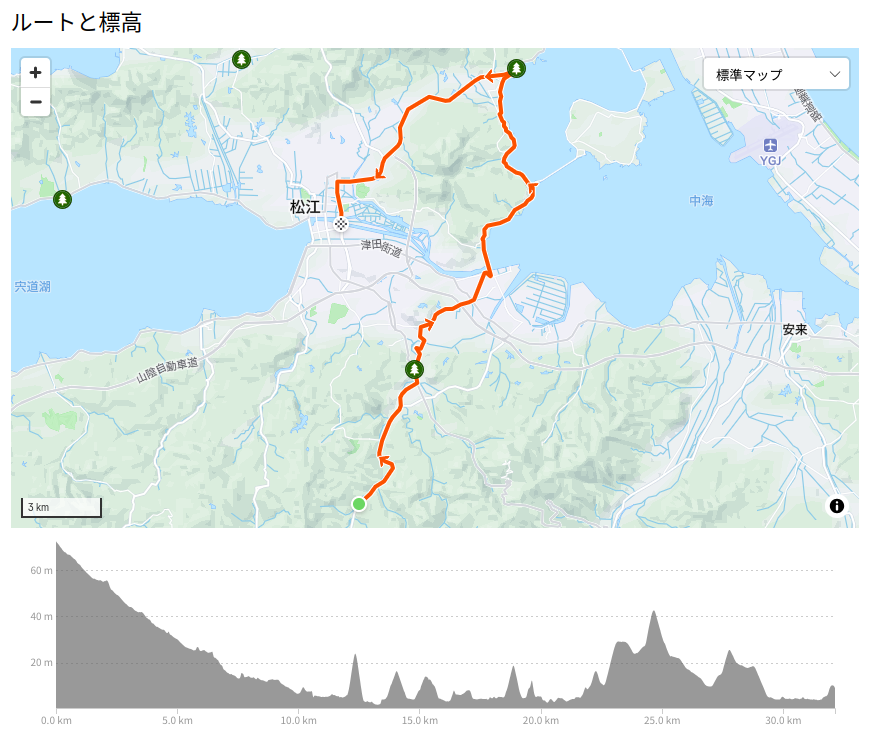 ルートと標高
+
−
標準マップ
YGJ
松江
中海
津田街道
宍道湖
安来
山陰自動車道
3 km
60 m
40 m
20 m
0.0 km
5.0 km
10.0 km
15.0 km
20.0 km
25.0 km
30.0 km